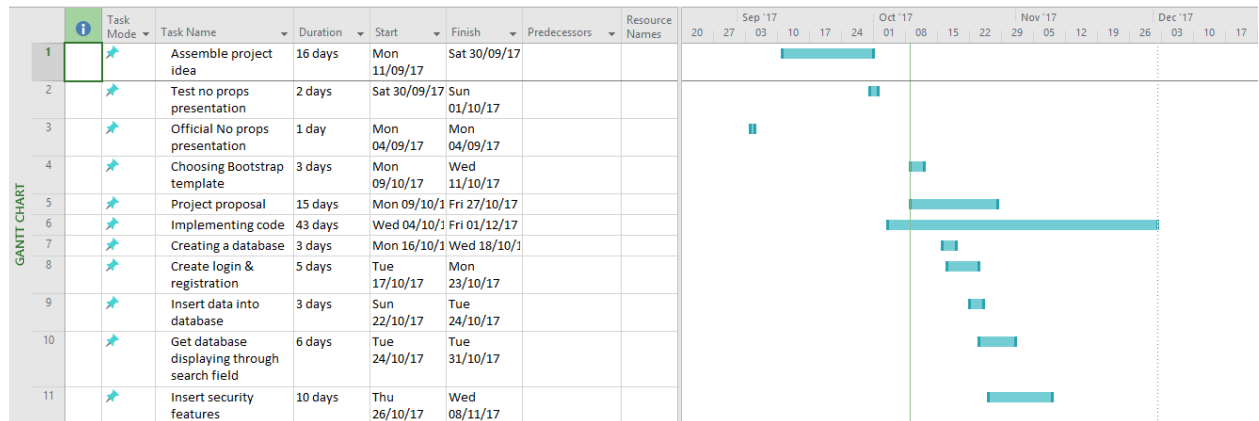 Sep '17 Oct '17 Nov '17 Dec '17
Task Mode Task Name Duration Start Finish Predecessors Resource Names
20 27 03 10 17 24 01 08 15 22 29 05 12 19 26 03 10 17
GANTT CHART
1 Assemble project idea 16 days Mon 11/09/17 Sat 30/09/17
2 Test no props presentation 2 days Sat 30/09/17 Sun 01/10/17
3 Official No props presentation 1 day Mon 04/09/17 Mon 04/09/17
4 Choosing Bootstrap template 3 days Mon 09/10/17 Wed 11/10/17
5 Project proposal 15 days Mon 09/10/1 Fri 27/10/17
6 Implementing code 43 days Wed 04/10/1 Fri 01/12/17
7 Creating a database 3 days Mon 16/10/1 Wed 18/10/1
8 Create login & registration 5 days Tue 17/10/17 Mon 23/10/17
9 Insert data into database 3 days Sun 22/10/17 Tue 24/10/17
10 Get database displaying through search field 6 days Tue 24/10/17 Tue 31/10/17
11 Insert security features 10 days Thu 26/10/17 Wed 08/11/17